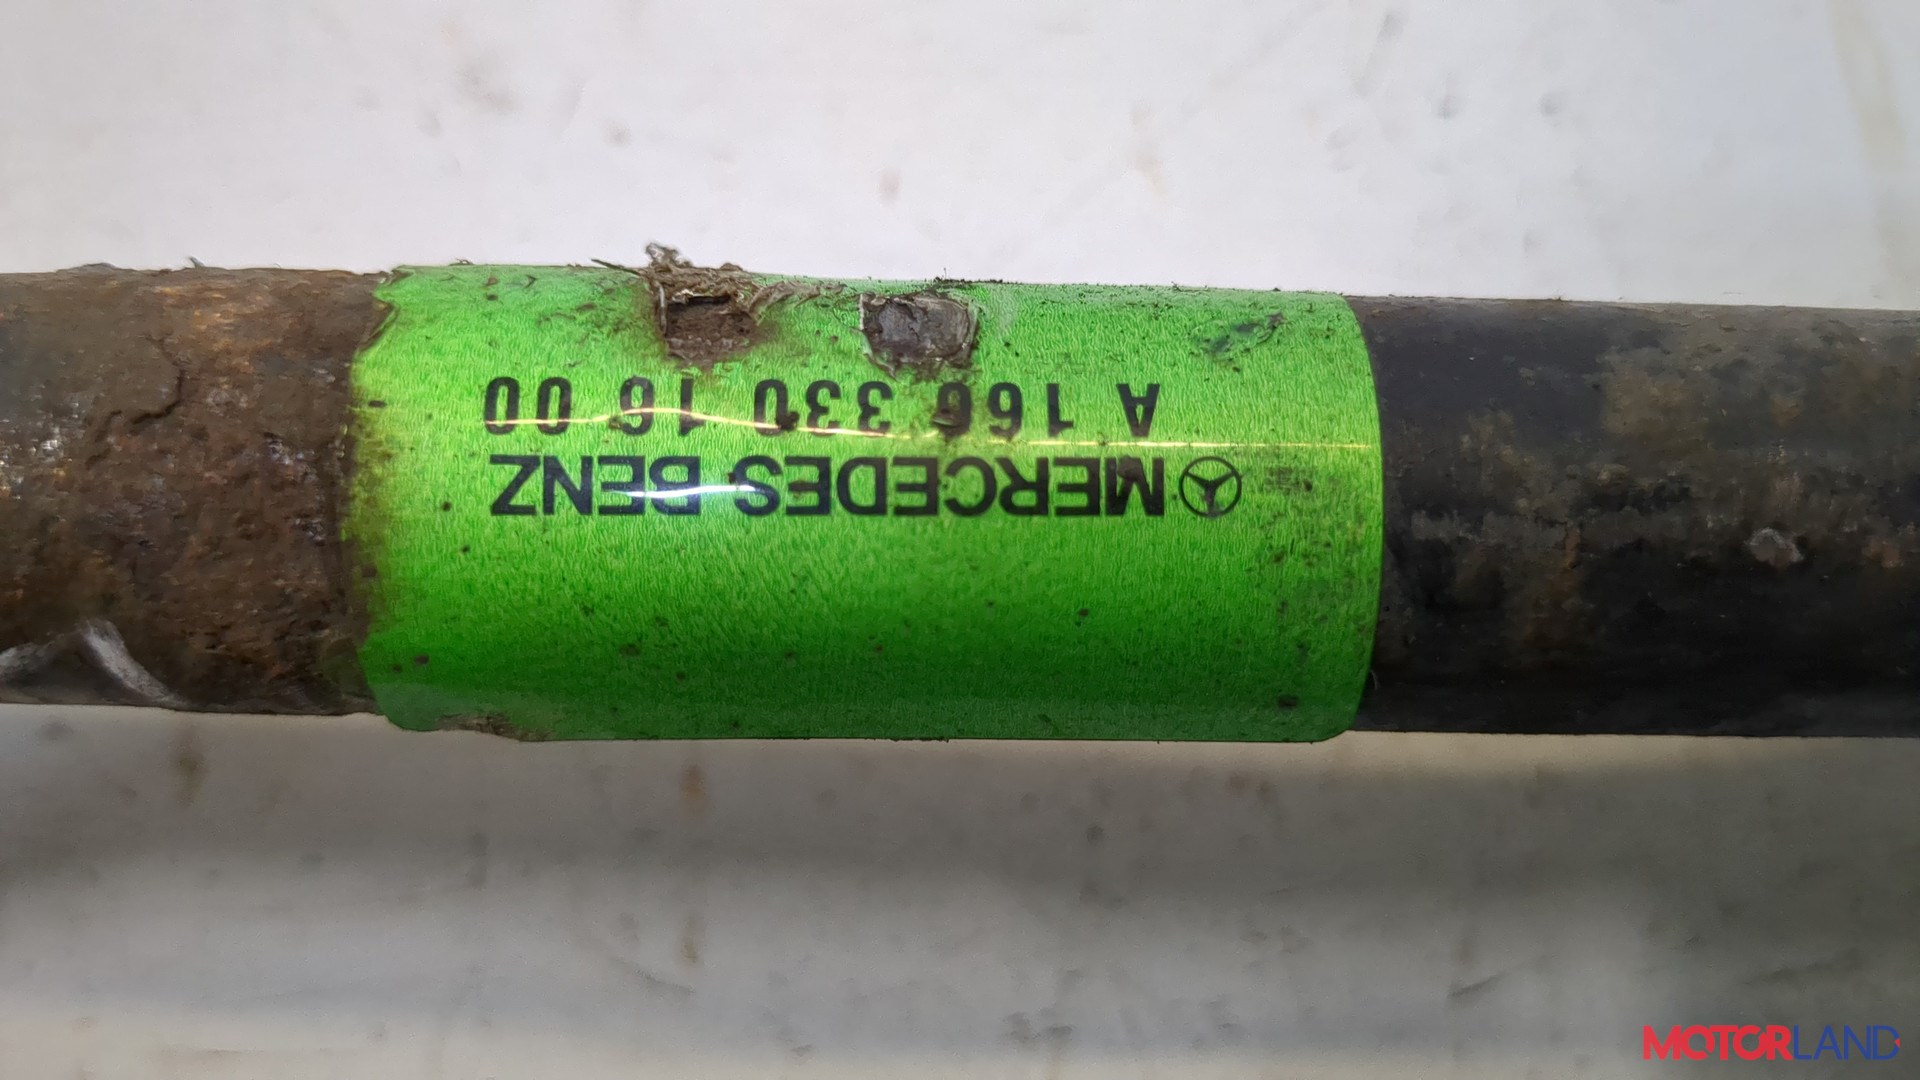 MERCEDES-BENZ
A 166 330 16 00
MOTORLAND